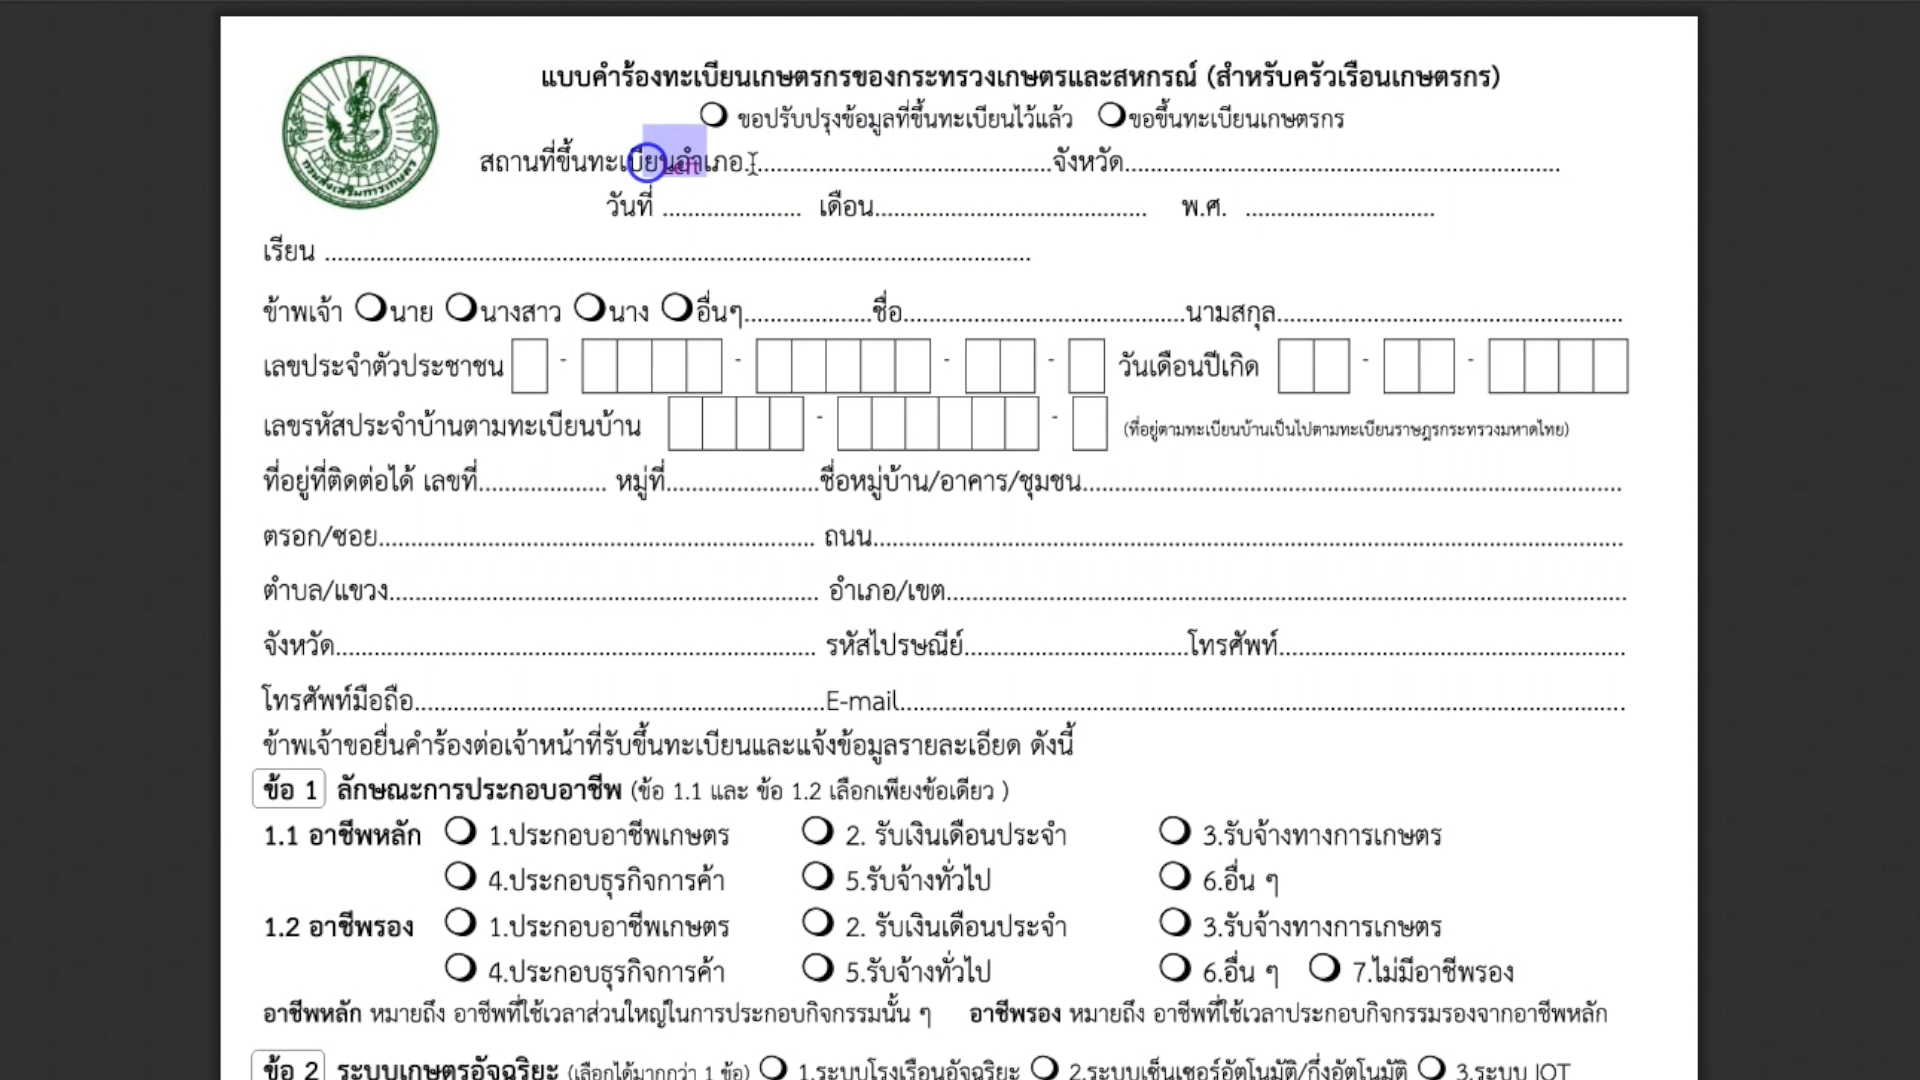 กรมส่งเสริมการเกษตร
แบบคำร้องทะเบียนเกษตรกรของกระทรวงเกษตรและสหกรณ์ (สำหรับครัวเรือนเกษตรกร)
ขอปรับปรุงข้อมูลที่ขึ้นทะเบียนไว้แล้ว ขอขึ้นทะเบียนเกษตรกร
สถานที่ขึ้นทะเบียนอำเภอ................................................จังหวัด....................................................................
วันที่ ...................... เดือน........................................... พ.ศ. ..............................
เรียน ................................................................................................................
ข้าพเจ้า นาย นางสาว นาง อื่นๆ....................ชื่อ.............................................นามสกุล.......................................................
เลขประจำตัวประชาชน - - - - วันเดือนปีเกิด - -
เลขรหัสประจำบ้านตามทะเบียนบ้าน - - (ที่อยู่ตามทะเบียนบ้านเป็นไปตามทะเบียนราษฎรกระทรวงมหาดไทย)
ที่อยู่ที่ติดต่อได้ เลขที่.................... หมู่ที่........................ชื่อหมู่บ้าน/อาคาร/ชุมชน.....................................................................................
ตรอก/ซอย..................................................................... ถนน.......................................................................................................................
ตำบล/แขวง.................................................................... อำเภอ/เขต............................................................................................................
จังหวัด............................................................................ รหัสไปรษณีย์...................................โทรศัพท์.......................................................
โทรศัพท์มือถือ.................................................................E-mail...................................................................................................................
ข้าพเจ้าขอยื่นคำร้องต่อเจ้าหน้าที่รับขึ้นทะเบียนและแจ้งข้อมูลรายละเอียด ดังนี้
ข้อ 1 ลักษณะการประกอบอาชีพ (ข้อ 1.1 และ ข้อ 1.2 เลือกเพียงข้อเดียว )
1.1 อาชีพหลัก 1.ประกอบอาชีพเกษตร 2. รับเงินเดือนประจำ 3.รับจ้างทางการเกษตร
4.ประกอบธุรกิจการค้า 5.รับจ้างทั่วไป 6.อื่น ๆ
1.2 อาชีพรอง 1.ประกอบอาชีพเกษตร 2. รับเงินเดือนประจำ 3.รับจ้างทางการเกษตร
4.ประกอบธุรกิจการค้า 5.รับจ้างทั่วไป 6.อื่น ๆ 7.ไม่มีอาชีพรอง
อาชีพหลัก หมายถึง อาชีพที่ใช้เวลาส่วนใหญ่ในการประกอบกิจกรรมนั้น ๆ อาชีพรอง หมายถึง อาชีพที่ใช้เวลาประกอบกิจกรรมรองจากอาชีพหลัก
ข้อ 2 ระบบเกษตรอัจฉริยะ (เลือกได้มากกว่า 1 ข้อ) 1.ระบบโรงเรือนอัจฉริยะ 2.ระบบเซ็นเซอร์อัตโนมัติ/กึ่งอัตโนมัติ 3.ระบบ IOT